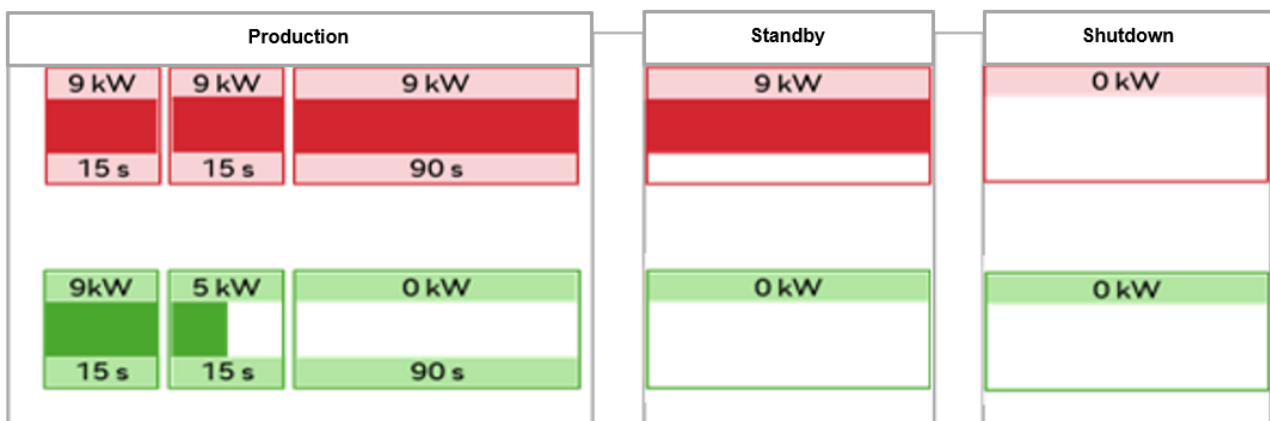 Production Standby Shutdown
9 kW 9 kW 9 kW 9 kW 0 kW
15 s 15 s 90 s
9kW 5 kW 0 kW 0 kW 0 kW
15 s 15 s 90 s